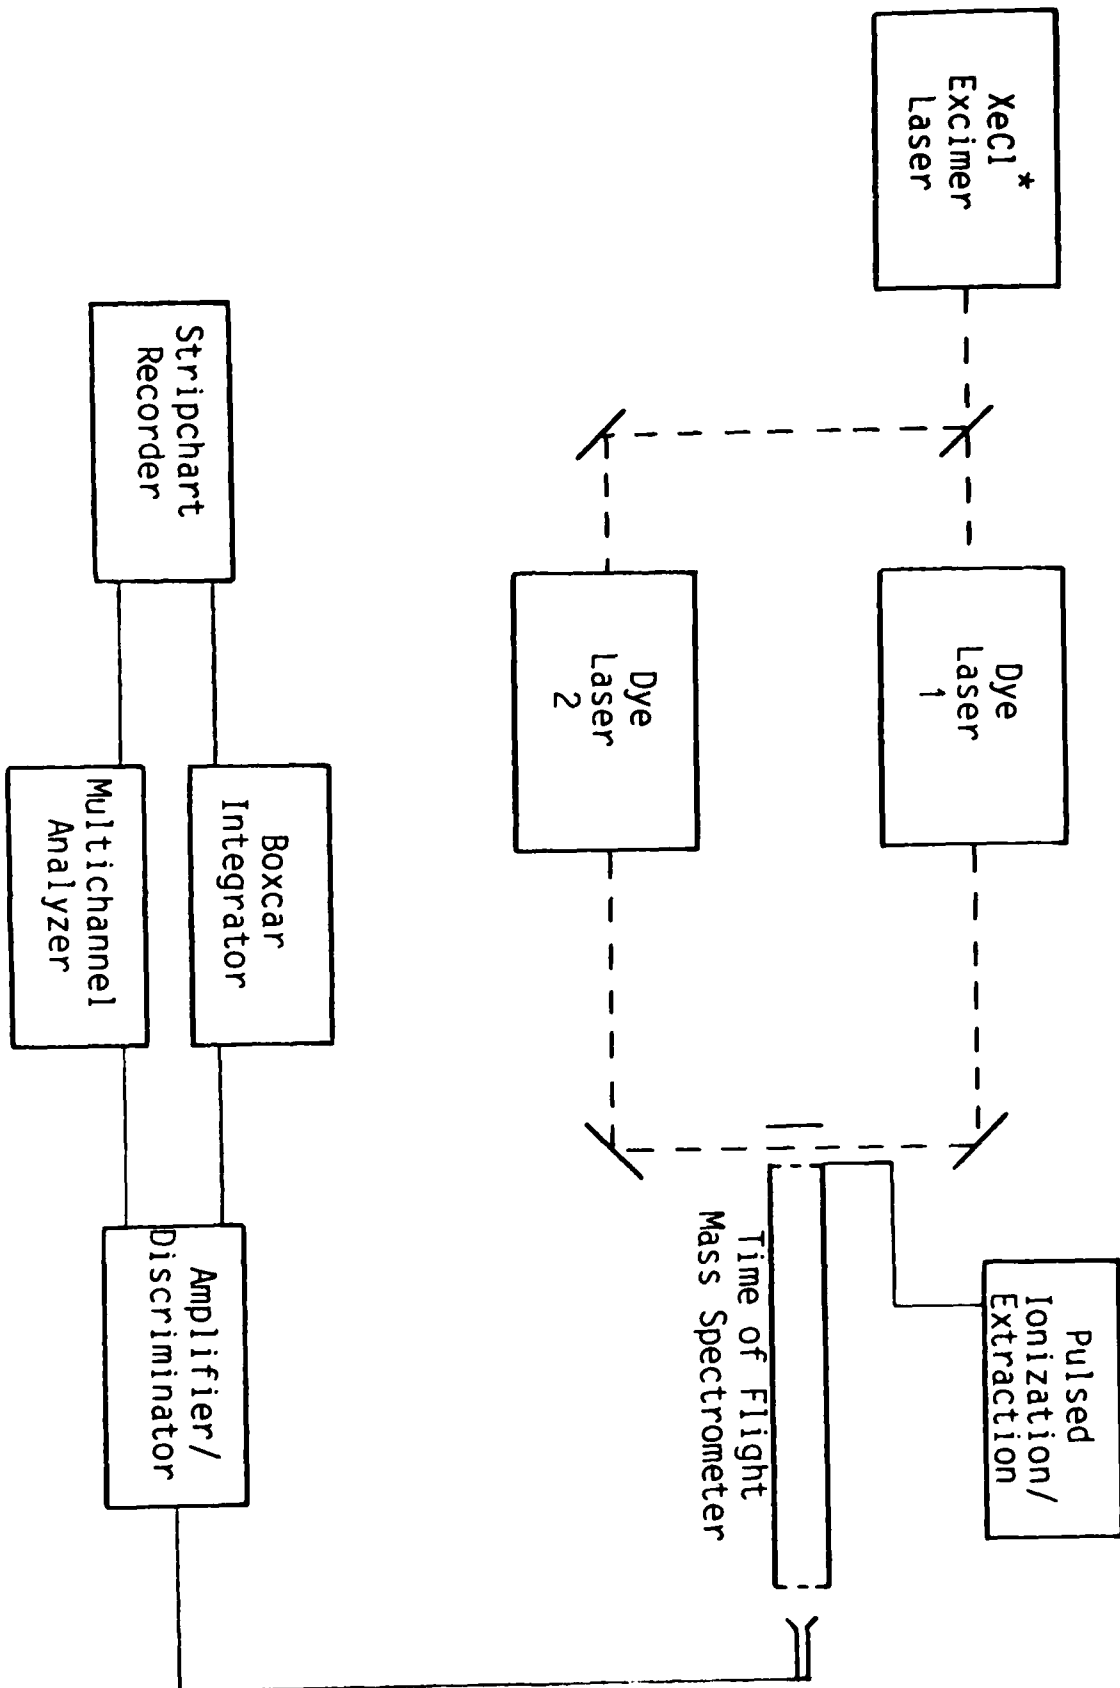 XeCl*
Excimer
Laser
Dye
Laser
1
Dye
Laser
2
Pulsed
Ionization/
Extraction
Time of Flight
Mass Spectrometer
Stripchart
Recorder
Boxcar
Integrator
Multichannel
Analyzer
Amplifier/
Discriminator